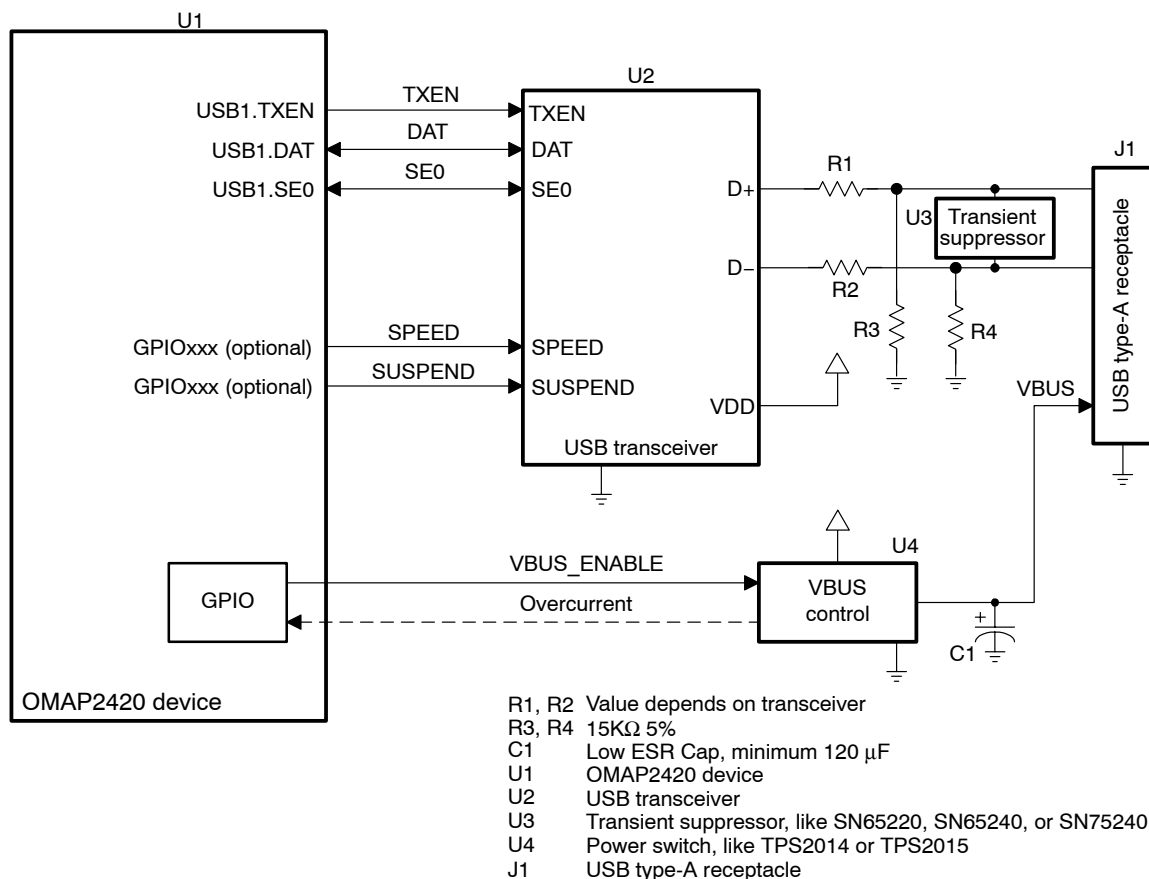 U1
U2
USB1.TXEN
TXEN
TXEN
USB1.DAT
DAT
DAT
USB1.SE0
SE0
SE0
D+
D−
R1
R2
U3
Transient
suppressor
J1
USB type-A receptacle
R3
R4
GPIOxxx (optional)
SPEED
SPEED
GPIOxxx (optional)
SUSPEND
SUSPEND
VDD
VBUS
USB transceiver
GPIO
VBUS_ENABLE
Overcurrent
U4
VBUS
control
+
C1
OMAP2420 device
R1, R2 Value depends on transceiver
R3, R4 15KΩ 5%
C1 Low ESR Cap, minimum 120 μF
U1 OMAP2420 device
U2 USB transceiver
U3 Transient suppressor, like SN65220, SN65240, or SN75240
U4 Power switch, like TPS2014 or TPS2015
J1 USB type-A receptacle